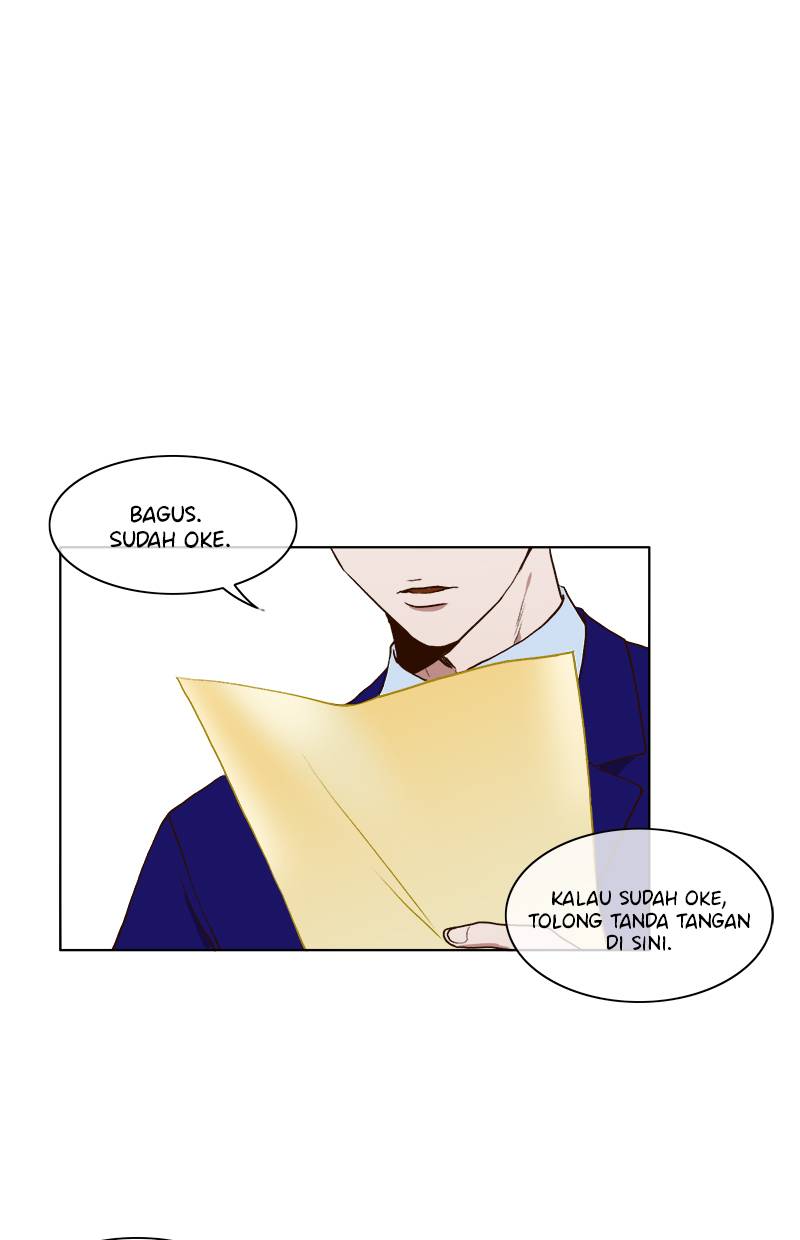 BAGUS.
SUDAH OKE.
KALAU SUDAH OKE,
TOLONG TANDA TANGAN
DI SINI.